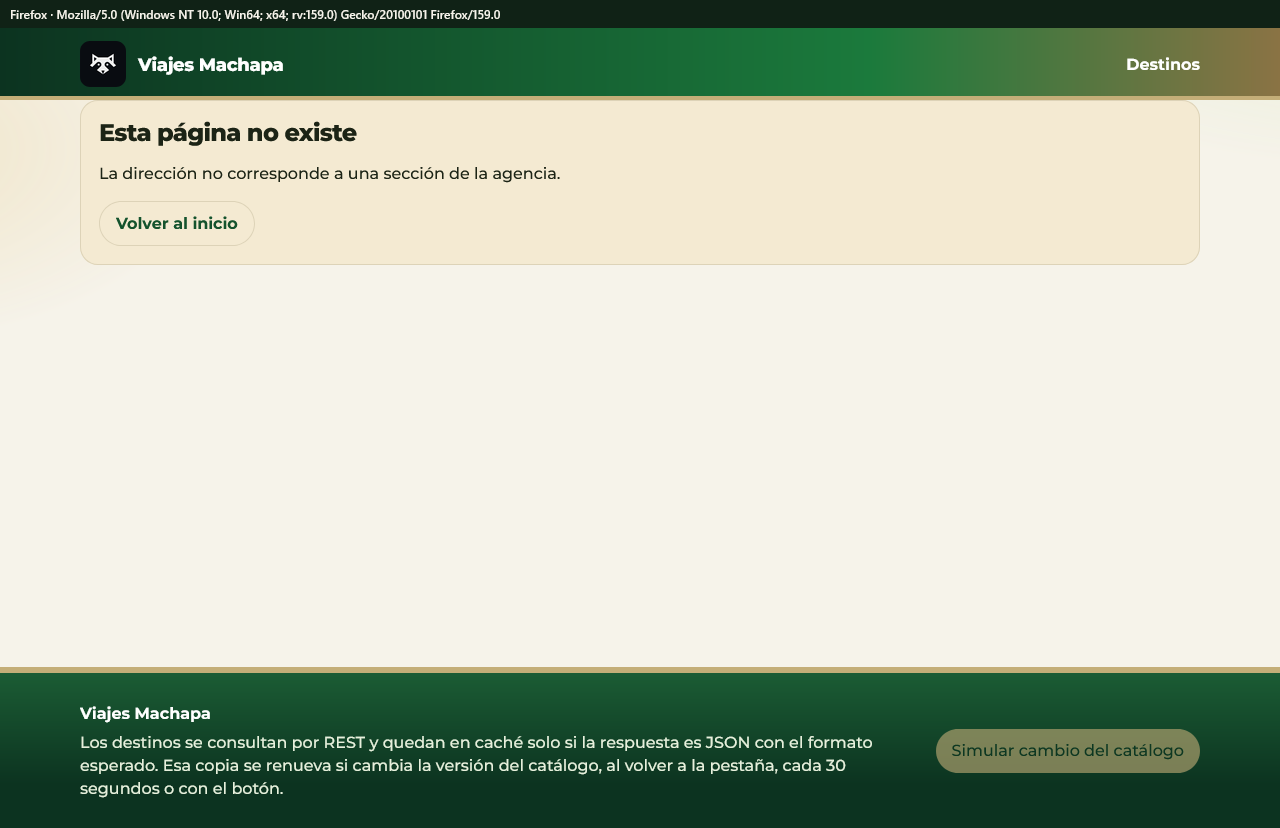 Firefox · Mozilla/5.0 (Windows NT 10.0; Win64; x64; rv:159.0) Gecko/20100101 Firefox/159.0
Viajes Machapa
Destinos
Esta página no existe
La dirección no corresponde a una sección de la agencia.
Volver al inicio
Viajes Machapa
Los destinos se consultan por REST y quedan en caché solo si la respuesta es JSON con el formato
esperado. Esa copia se renueva si cambia la versión del catálogo, al volver a la pestaña, cada 30
segundos o con el botón.
Simular cambio del catálogo